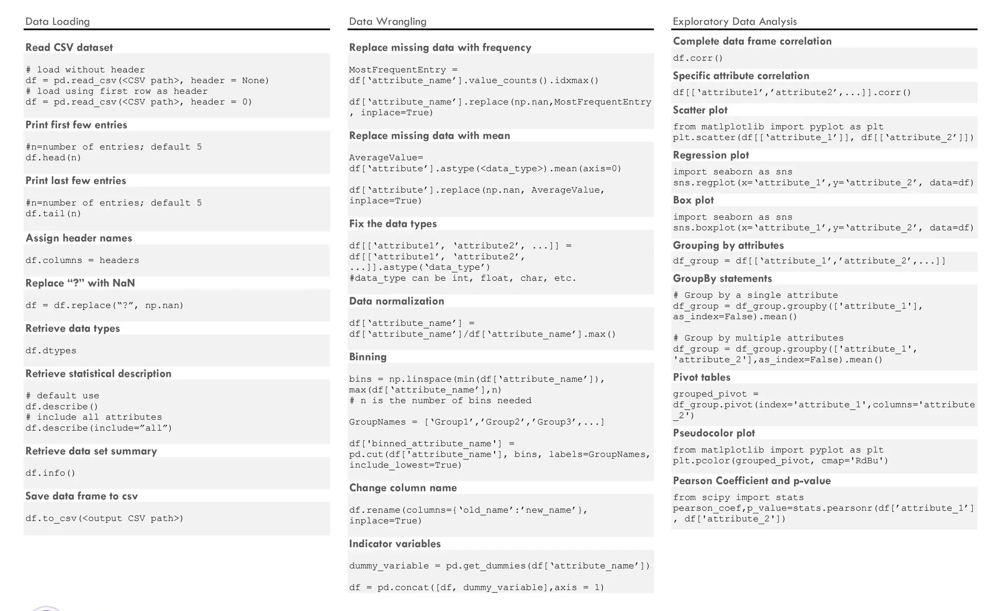 Data Loading
Read CSV dataset
# load without header
df = pd.read_csv(<CSV path>, header = None)
# load using first row as header
df = pd.read_csv(<CSV path>, header = 0)
Print first few entries
#n=number of entries; default 5
df.head(n)
Print last few entries
#n=number of entries; default 5
df.tail(n)
Assign header names
df.columns = headers
Replace “?” with NaN
df = df.replace(“?”, np.nan)
Retrieve data types
df.dtypes
Retrieve statistical description
# default use
df.describe()
# include all attributes
df.describe(include=”all”)
Retrieve data set summary
df.info()
Save data frame to csv
df.to_csv(<output CSV path>)
Data Wrangling
Replace missing data with frequency
MostFrequentEntry =
df[‘attribute_name’].value_counts().idxmax()
df[‘attribute_name’].replace(np.nan,MostFrequentEntry
, inplace=True)
Replace missing data with mean
AverageValue=
df[‘attribute’].astype(<data_type>).mean(axis=0)
df[‘attribute’].replace(np.nan, AverageValue,
inplace=True)
Fix the data types
df[[‘attribute1’, ‘attribute2’, ...]] =
df[[‘attribute1’, ‘attribute2’,
...]].astype(‘data_type’)
#data_type can be int, float, char, etc.
Data normalization
df[‘attribute_name’] =
df[‘attribute_name’]/df[‘attribute_name’].max()
Binning
bins = np.linspace(min(df[‘attribute_name’]),
max(df[‘attribute_name’],n)
# n is the number of bins needed
GroupNames = [‘Group1’,’Group2’,’Group3’,...]
df['binned_attribute_name'] =
pd.cut(df['attribute_name'], bins, labels=GroupNames,
include_lowest=True)
Change column name
df.rename(columns={‘old_name’:’new_name’},
inplace=True)
Indicator variables
dummy_variable = pd.get_dummies(df[‘attribute_name’])
df = pd.concat([df, dummy_variable],axis = 1)
Exploratory Data Analysis
Complete data frame correlation
df.corr()
Specific attribute correlation
df[[‘attribute1’,’attribute2’,...]].corr()
Scatter plot
from matlplotlib import pyplot as plt
plt.scatter(df[[‘attribute_1’]], df[[‘attribute_2’]])
Regression plot
import seaborn as sns
sns.regplot(x=‘attribute_1’,y=‘attribute_2’, data=df)
Box plot
import seaborn as sns
sns.boxplot(x=‘attribute_1’,y=‘attribute_2’, data=df)
Grouping by attributes
df_group = df[[‘attribute_1’,’attribute_2’,...]]
GroupBy statements
# Group by a single attribute
df_group = df_group.groupby(['attribute_1'],
as_index=False).mean()
# Group by multiple attributes
df_group = df_group.groupby(['attribute_1',
'attribute_2'],as_index=False).mean()
Pivot tables
grouped_pivot =
df_group.pivot(index='attribute_1',columns='attribute
_2')
Pseudocolor plot
from matlplotlib import pyplot as plt
plt.pcolor(grouped_pivot, cmap='RdBu')
Pearson Coefficient and p-value
from scipy import stats
pearson_coef,p_value=stats.pearsonr(df[’attribute_1’]
, df['attribute_2'])